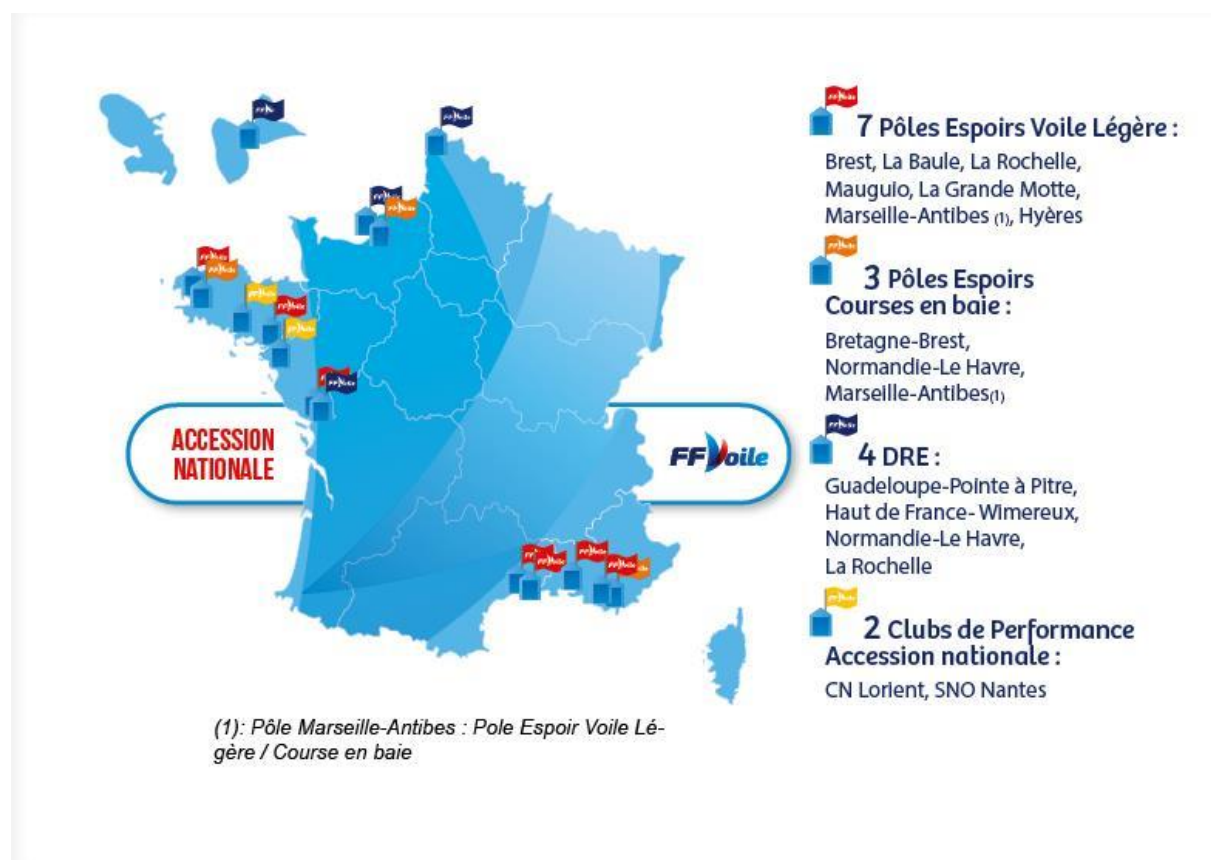 7 Pôles Espoirs Voile Légère :
Brest, La Baule, La Rochelle,
Mauguio, La Grande Motte,
Marseille-Antibes (1), Hyères
3 Pôles Espoirs
Courses en baie :
Bretagne-Brest,
Normandie-Le Havre,
Marseille-Antibes(1)
4 DRE :
Guadeloupe-Pointe à Pitre,
Haut de France- Wimereux,
Normandie-Le Havre,
La Rochelle
2 Clubs de Performance
Accession nationale :
CN Lorient, SNO Nantes
ACCESSION
NATIONALE
FFVoile
(1): Pôle Marseille-Antibes : Pole Espoir Voile Lé-
gère / Course en baie